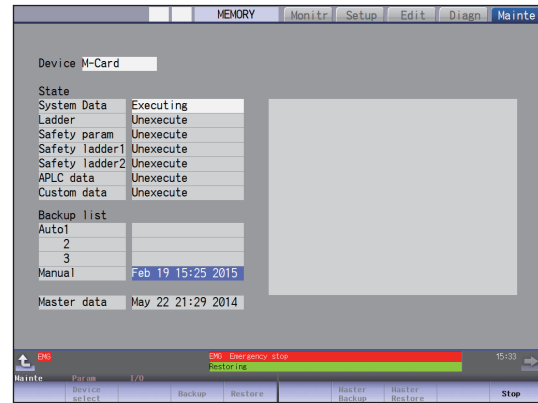 MEMORY Monitr Setup Edit Diagn Mainte
Device M-Card
State
System Data Executing
Ladder Unexecute
Safety param Unexecute
Safety ladder1 Unexecute
Safety ladder2 Unexecute
APLC data Unexecute
Custom data Unexecute
Backup list
Auto1
2
3
Manual Feb 19 15:25 2015
Master data May 22 21:29 2014
EMG EMG Emergency stop 15:33
Restoring
Mainte Param I/O
Device select Backup Restore Master Backup Master Restore Stop